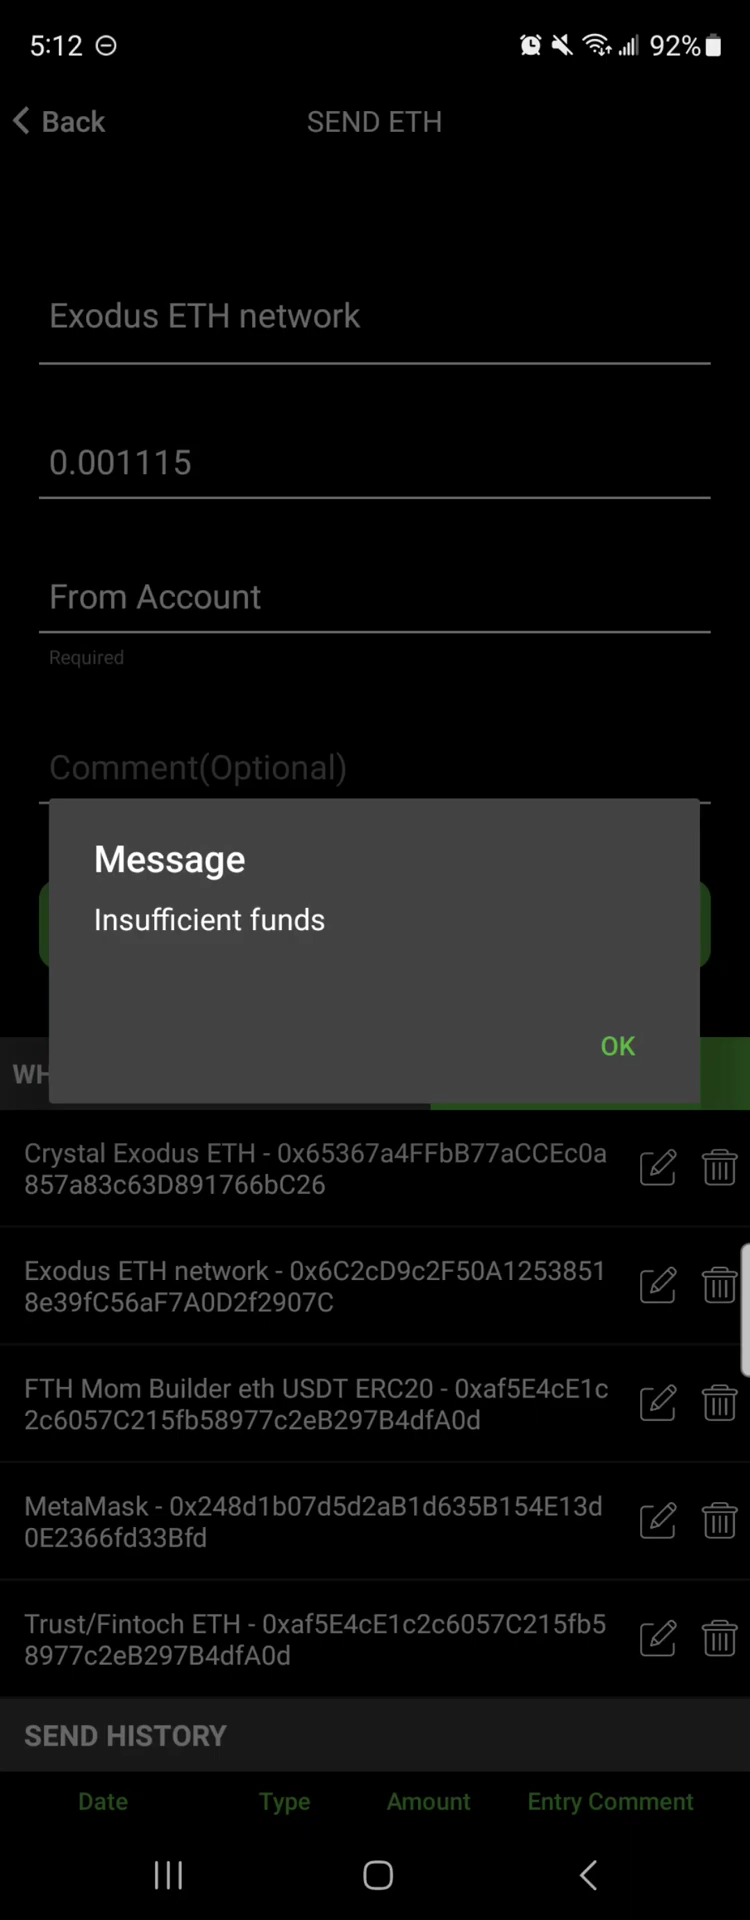 5:12
92%
Back
SEND ETH
Exodus ETH network
0.001115
From Account
Required
Comment(Optional)
Message
Insufficient funds
OK
WH
Crystal Exodus ETH - 0x65367a4FFbB77aCCEc0a
857a83c63D891766bC26
Exodus ETH network - 0x6C2cD9c2F50A1253851
8e39fC56aF7A0D2f2907C
FTH Mom Builder eth USDT ERC20 - 0xaf5E4cE1c
2c6057C215fb58977c2eB297B4dfA0d
MetaMask - 0x248d1b07d5d2aB1d635B154E13d
0E2366fd33Bfd
Trust/Fintoch ETH - 0xaf5E4cE1c2c6057C215fb5
8977c2eB297B4dfA0d
SEND HISTORY
Date Type Amount Entry Comment